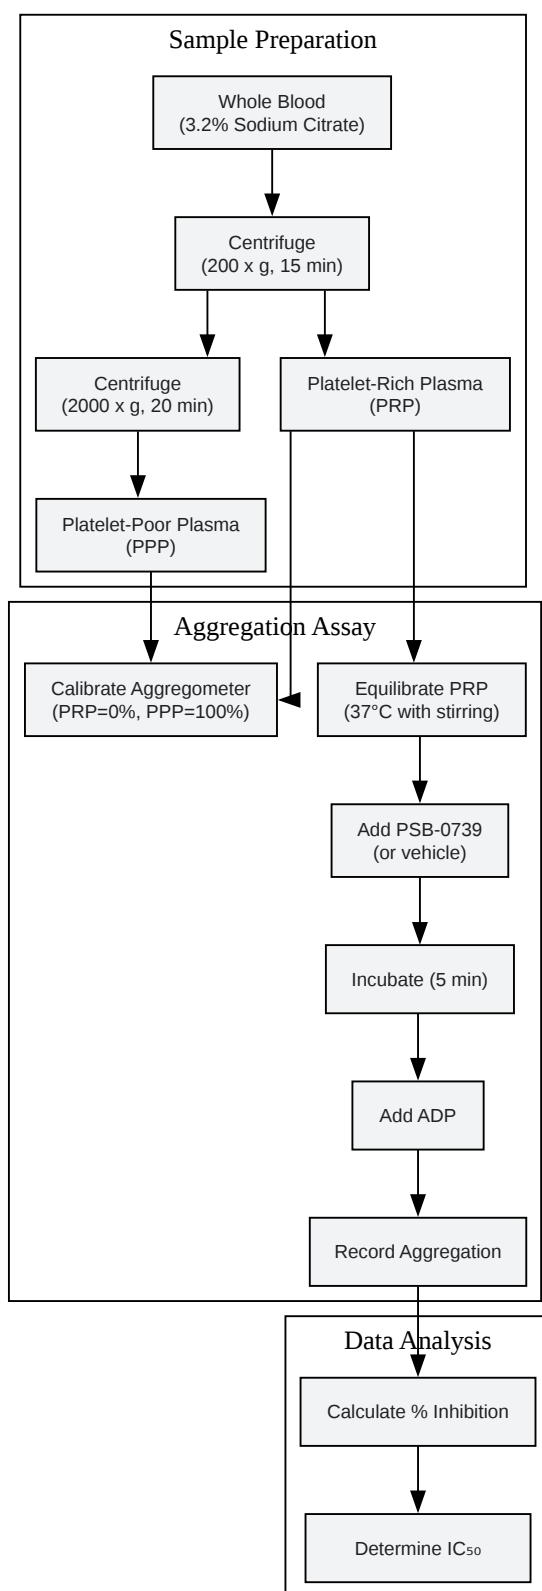 Sample Preparation
Whole Blood
(3.2% Sodium Citrate)
Centrifuge
(200 x g, 15 min)
Centrifuge
(2000 x g, 20 min)
Platelet-Rich Plasma
(PRP)
Platelet-Poor Plasma
(PPP)
Aggregation Assay
Calibrate Aggregometer
(PRP=0%, PPP=100%)
Equilibrate PRP
(37°C with stirring)
Add PSB-0739
(or vehicle)
Incubate (5 min)
Add ADP
Record Aggregation
Data Analysis
Calculate % Inhibition
Determine IC₅₀